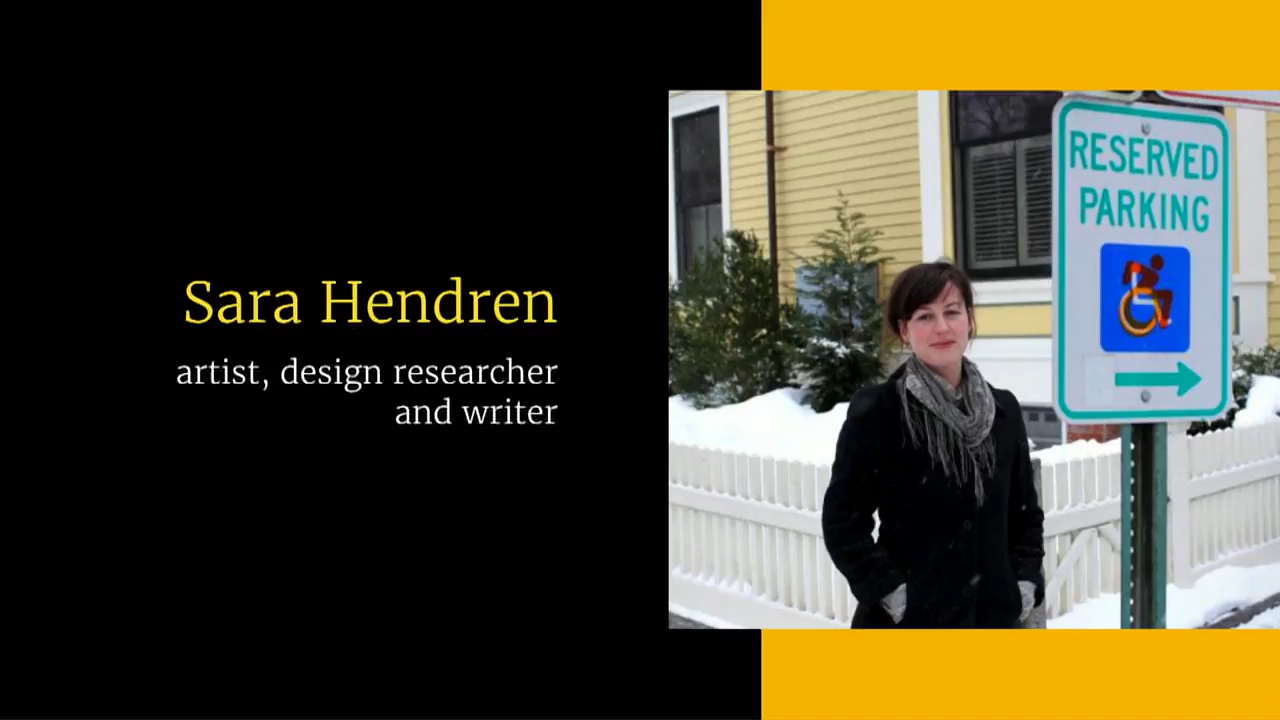 Sara Hendren
artist, design researcher
and writer
RESERVED
PARKING